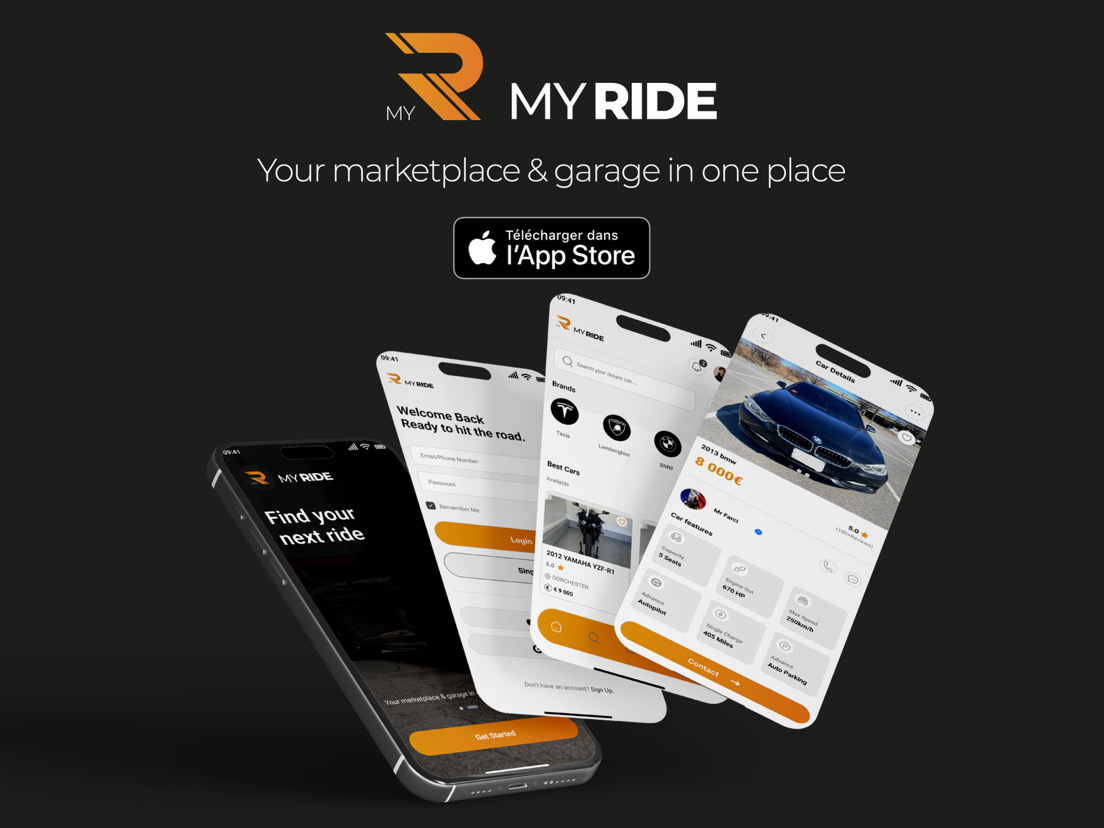 MY
MY RIDE
Your marketplace & garage in one place
Télécharger dans
l'App Store
09:41
MY RIDE
Find your
next ride
Your marketplace & garage in
Get Started
09:41
MY RIDE
Welcome Back
Ready to hit the road.
Email/Phone Number
Password
Remember Me
Login
Sing
Don't have an account? Sign Up.
09:41
MY RIDE
2
Search your dream car.....
Brands
Tesla
Lamborghini
BMW
Best Cars
Available
2012 YAMAHA YZF-R1
5.0
DORCHESTER
€ 9 000
09:41
Car Details
2013 bmw
8 000€
Mr Farci
5.0
(100+Reviews)
Car features
Capacity
5 Seats
Engine Out
670 HP
Max Speed
250km/h
Advance
Autopilot
Single Charge
405 Miles
Advance
Auto Parking
Contact